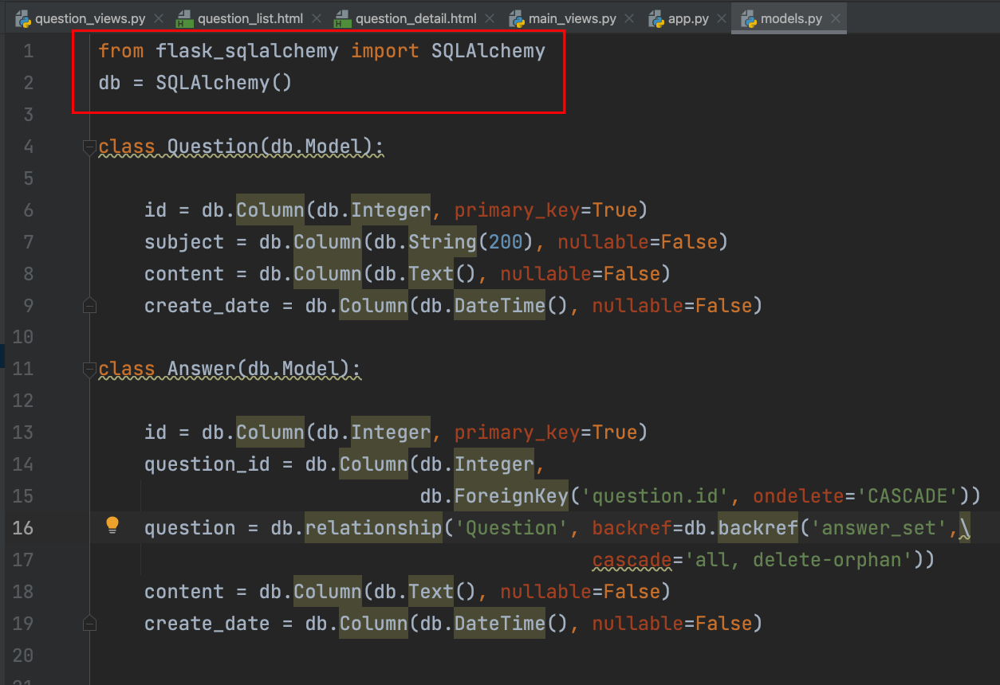 question_views.py question_list.html question_detail.html main_views.py app.py models.py
1 from flask_sqlalchemy import SQLAlchemy
2 db = SQLAlchemy()
3
4 class Question(db.Model):
5
6     id = db.Column(db.Integer, primary_key=True)
7     subject = db.Column(db.String(200), nullable=False)
8     content = db.Column(db.Text(), nullable=False)
9     create_date = db.Column(db.DateTime(), nullable=False)
10
11 class Answer(db.Model):
12
13     id = db.Column(db.Integer, primary_key=True)
14     question_id = db.Column(db.Integer,
15                             db.ForeignKey('question.id', ondelete='CASCADE'))
16     question = db.relationship('Question', backref=db.backref('answer_set',\
17                                            cascade='all, delete-orphan'))
18     content = db.Column(db.Text(), nullable=False)
19     create_date = db.Column(db.DateTime(), nullable=False)
20
21